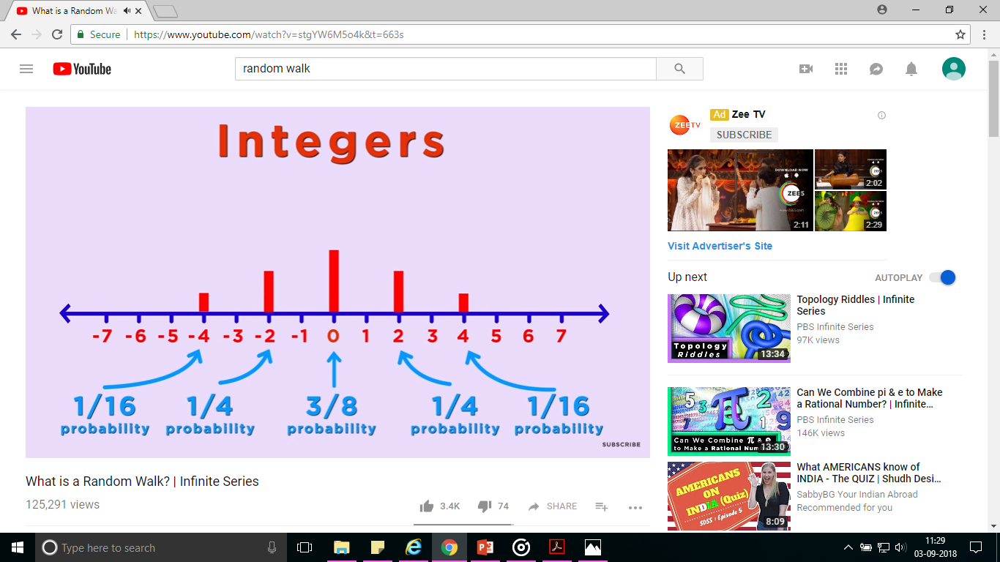 What is a Random Wa
Secure
https://www.youtube.com/watch?v=stgYW6M5o4k&t=663s
YouTube
random walk
Integers
-7 -6 -5 -4 -3 -2 -1 0 1 2 3 4 5 6 7
1/16 1/4 3/8 1/4 1/16
probability probability probability probability probability
SUBSCRIBE
What is a Random Walk? | Infinite Series
125,291 views
3.4K 74 SHARE
ZEE TV
Ad Zee TV
SUBSCRIBE
DOWNLOAD NOW
ZEE5
2:11
2:02
2:29
Visit Advertiser's Site
Up next AUTOPLAY
Topology Riddles
13:34
Topology Riddles | Infinite
Series
PBS Infinite Series
97K views
Can We Combine π & e
to Make a Rational Num
13:30
Can We Combine pi & e to Make
a Rational Number? | Infinite...
PBS Infinite Series
146K views
AMERICANS
ON
INDIA (Quiz)
SDSS : Episode 5
8:09
What AMERICANS know of
INDIA - The QUIZ | Shudh Desi...
SabbyBG Your Indian Abroad
Recommended for you
Type here to search
11:29
03-09-2018